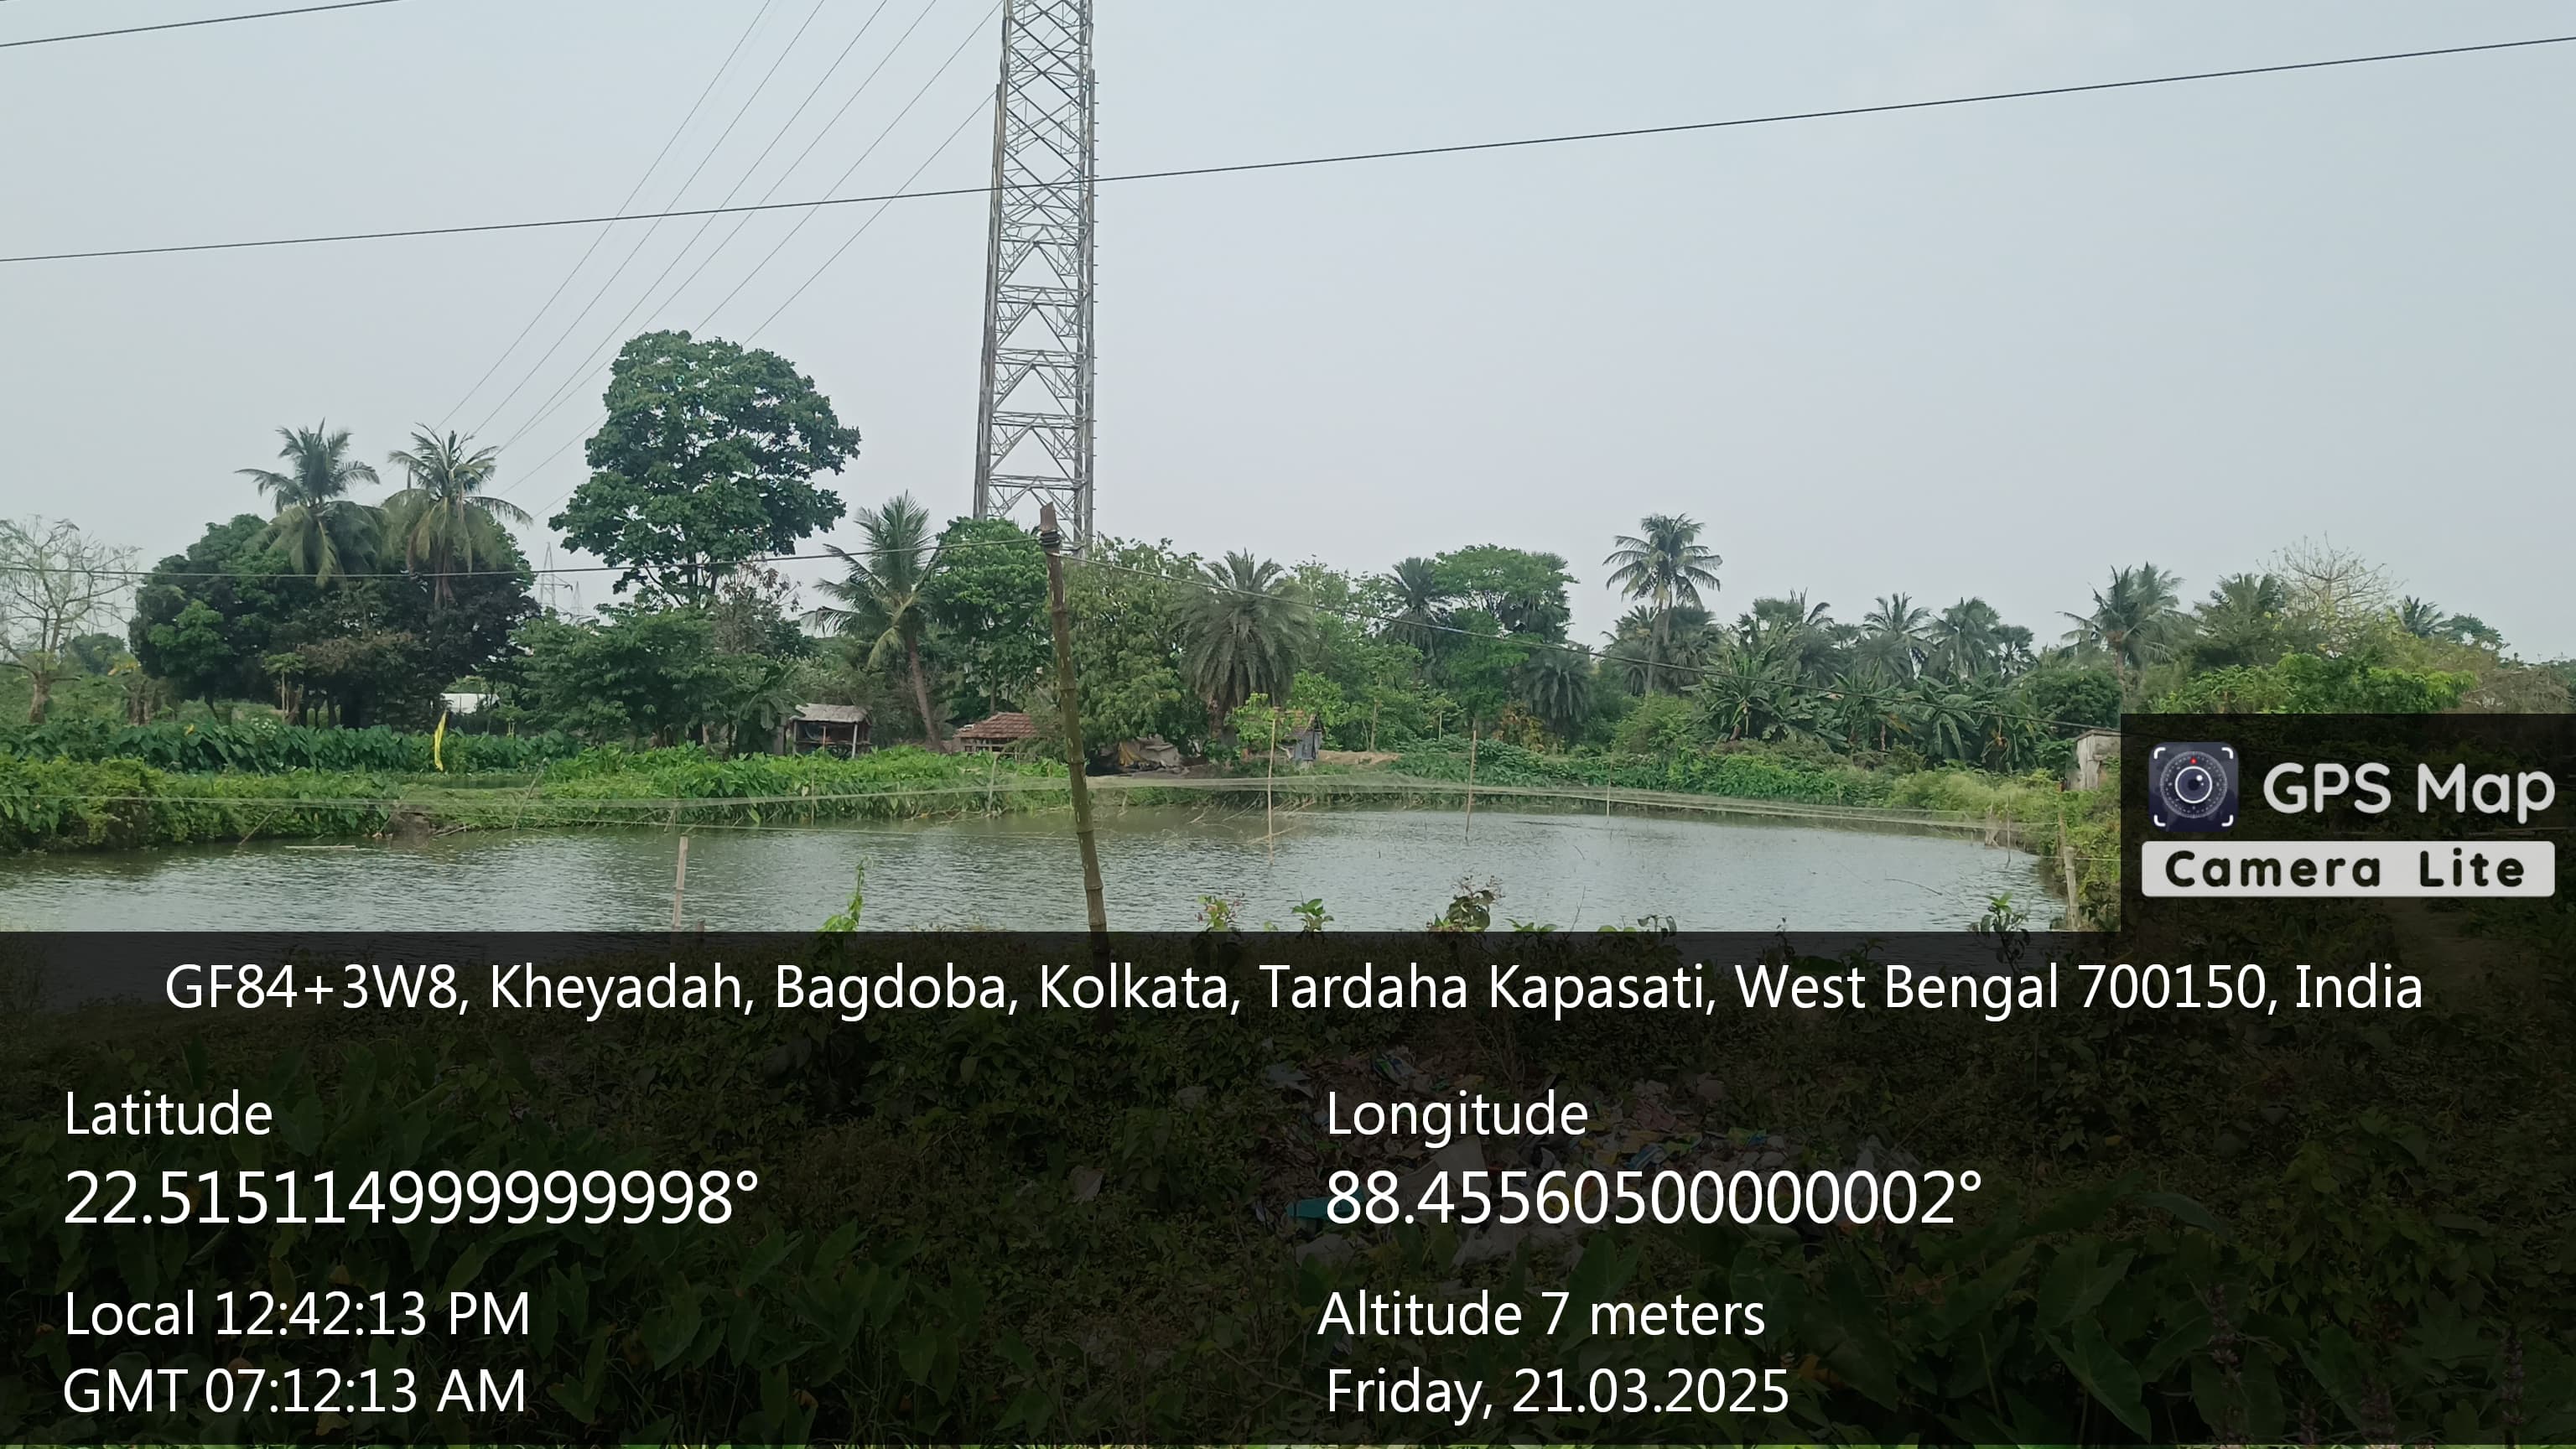 GPS Map
Camera Lite
GF84+3W8, Kheyadah, Bagdoba, Kolkata, Tardaha Kapasati, West Bengal 700150, India
Latitude
22.515114999999998°
Longitude
88.45560500000002°
Local 12:42:13 PM
GMT 07:12:13 AM
Altitude 7 meters
Friday, 21.03.2025